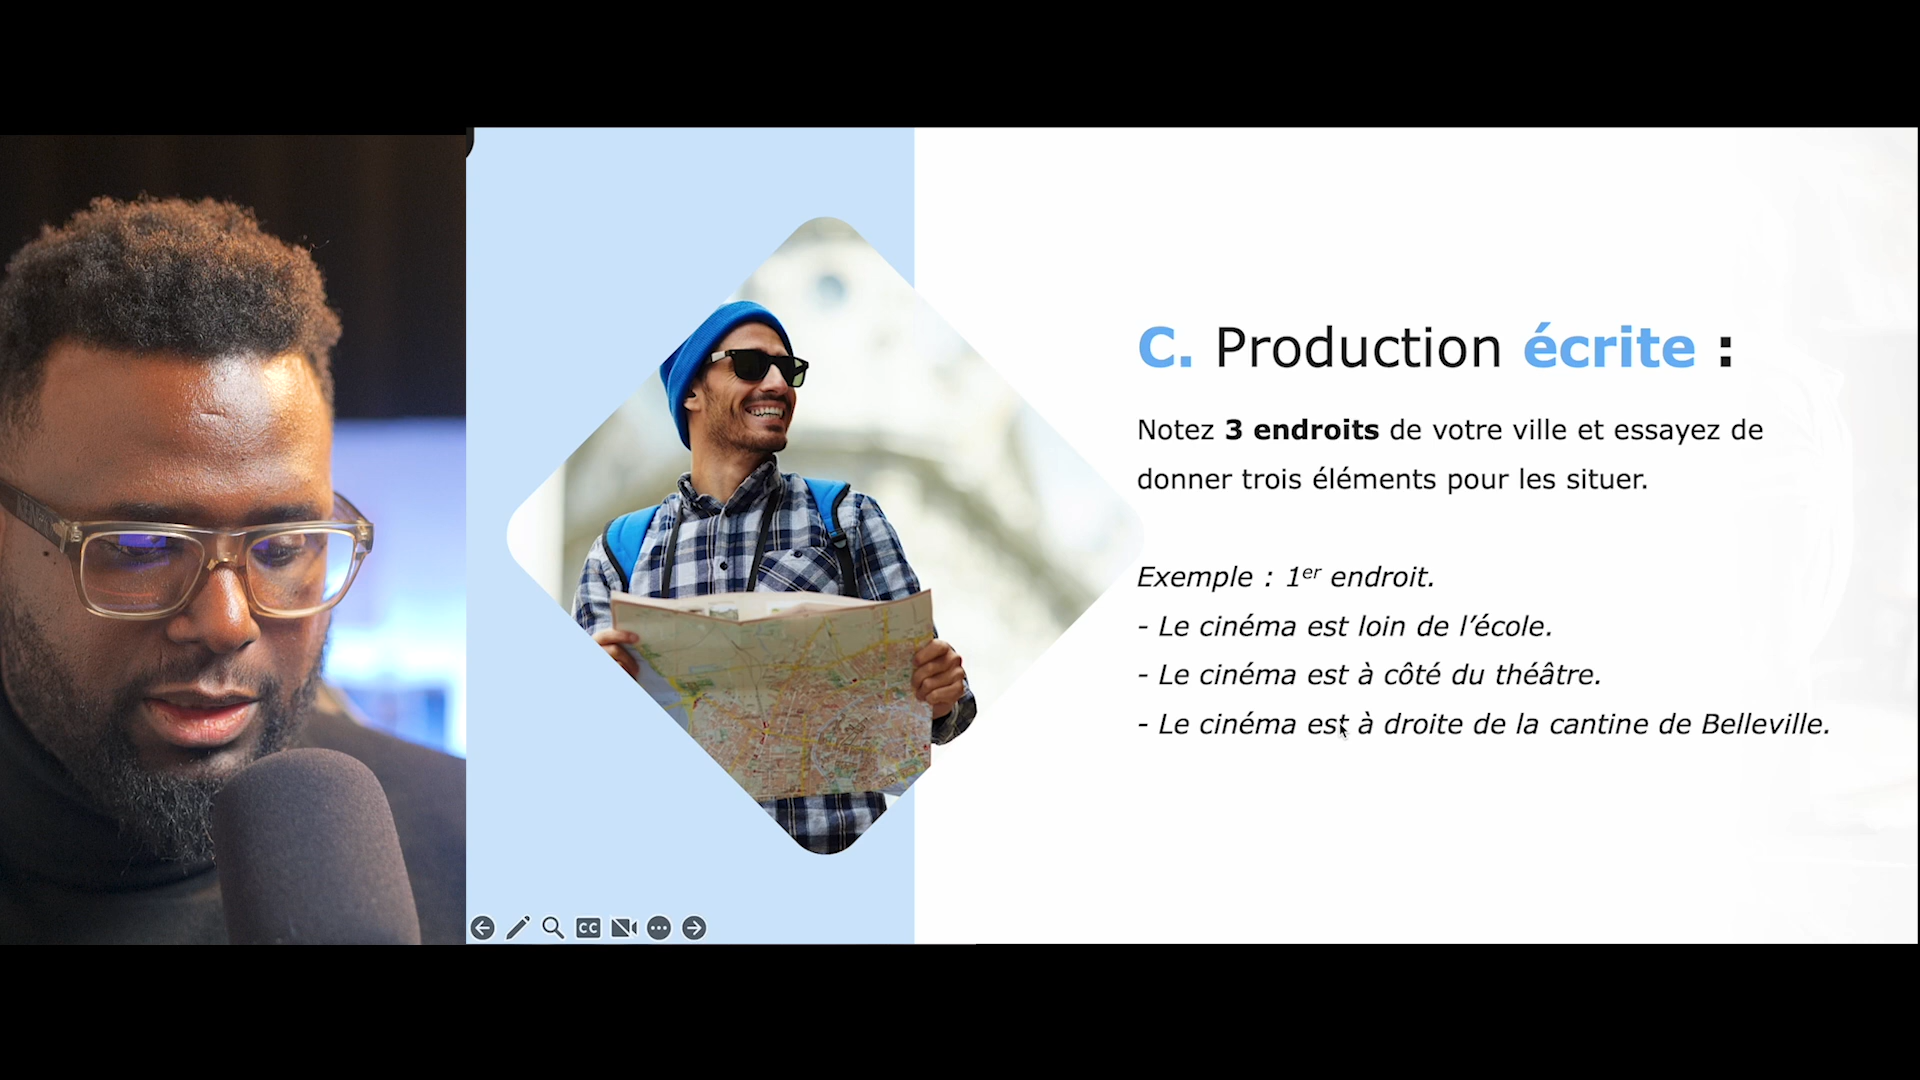 C. Production écrite :
Notez 3 endroits de votre ville et essayez de
donner trois éléments pour les situer.
Exemple : 1er endroit.
- Le cinéma est loin de l’école.
- Le cinéma est à côté du théâtre.
- Le cinéma est à droite de la cantine de Belleville.
CC